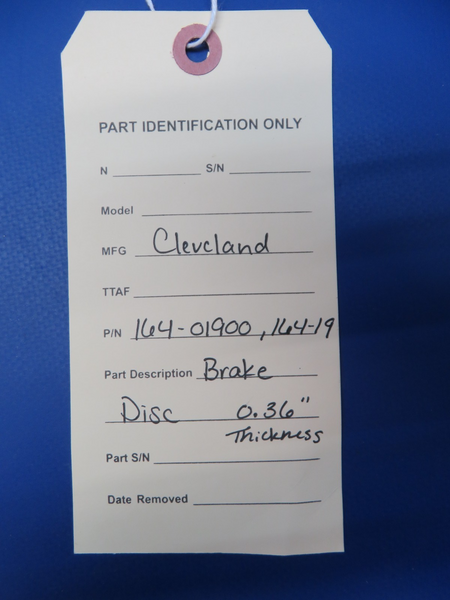 PART IDENTIFICATION ONLY
N S/N
Model
MFG Cleveland
TTAF
P/N 164-01900, 164-19
Part Description Brake
Disc 0.36"
Thickness
Part S/N
Date Removed